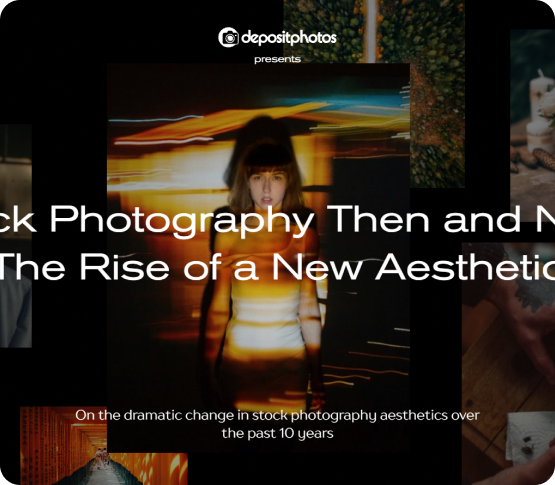 depositphotos
presents
ck Photography Then and N
The Rise of a New Aesthetic
On the dramatic change in stock photography aesthetics over
the past 10 years